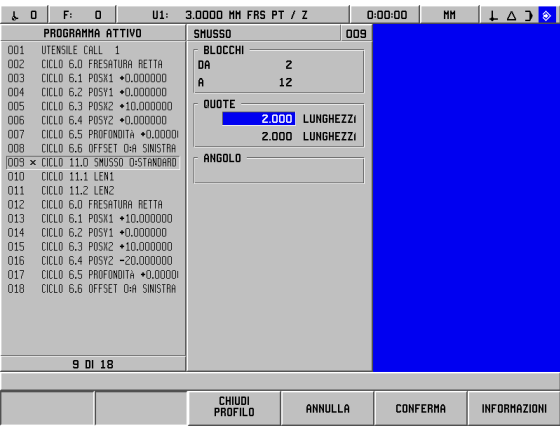 0 F: 0 U1: 3.0000 MM FRS PT / Z 0:00:00 MM
PROGRAMMA ATTIVO
001 UTENSILE CALL 1
002 CICLO 6.0 FRESATURA RETTA
003 CICLO 6.1 POSX1 +0.000000
004 CICLO 6.2 POSY1 +0.000000
005 CICLO 6.3 POSX2 +10.000000
006 CICLO 6.4 POSY2 +0.000000
007 CICLO 6.5 PROFONDITA +0.0000
008 CICLO 6.6 OFFSET 0:A SINISTRA
009 × CICLO 11.0 SMUSSO 0:STANDARD
010 CICLO 11.1 LEN1
011 CICLO 11.2 LEN2
012 CICLO 6.0 FRESATURA RETTA
013 CICLO 6.1 POSX1 +10.000000
014 CICLO 6.2 POSY1 +0.000000
015 CICLO 6.3 POSX2 +10.000000
016 CICLO 6.4 POSY2 -20.000000
017 CICLO 6.5 PROFONDITA +0.0000
018 CICLO 6.6 OFFSET 0:A SINISTRA
9 DI 18
SMUSSO 009
BLOCCHI
DA 2
A 12
QUOTE
2.000 LUNGHEZZ
2.000 LUNGHEZZ
ANGOLO
CHIUDI
PROFILO
ANNULLA
CONFERMA
INFORMAZIONI